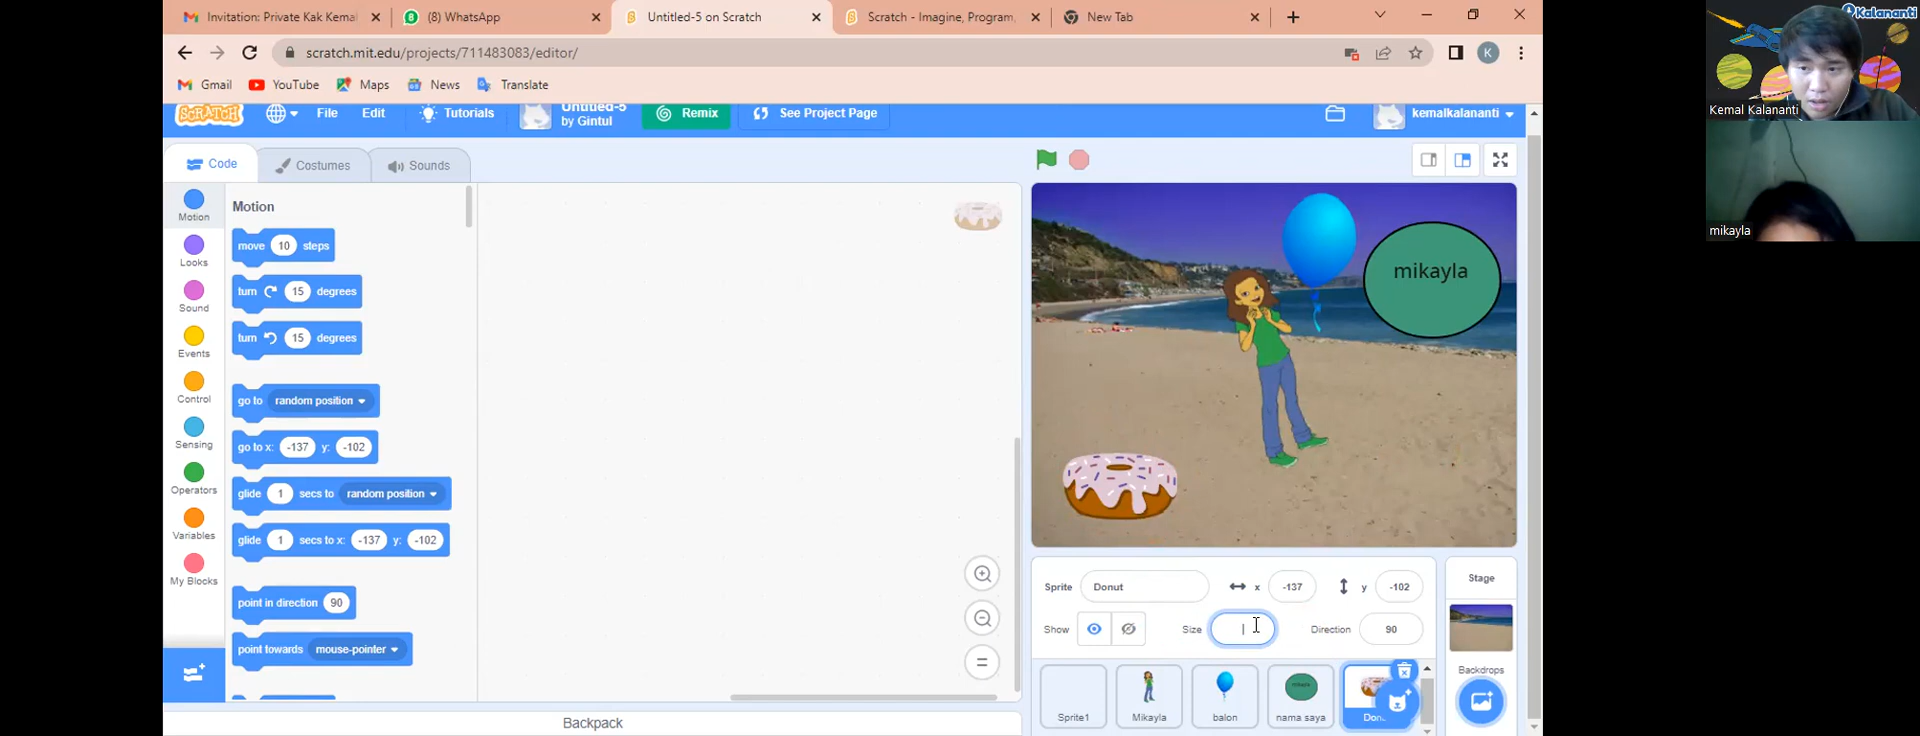 Invitation: Private Kak Kemal
(8) WhatsApp
Untitled-5 on Scratch
Scratch - Imagine, Program,
New Tab
scratch.mit.edu/projects/711483083/editor/
K
Gmail
YouTube
Maps
News
Translate
SCRATCH
File
Edit
Tutorials
Untitled-5
by Gintul
Remix
See Project Page
kemalkalananti
Code
Costumes
Sounds
Motion
Looks
Sound
Events
Control
Sensing
Operators
Variables
My Blocks
Motion
move 10 steps
turn 15 degrees
turn 15 degrees
go to random position
go to x: -137 y: -102
glide 1 secs to random position
glide 1 secs to x: -137 y: -102
point in direction 90
point towards mouse-pointer
Backpack
mikayla
Sprite Donut x -137 y -102
Show Size Direction 90
Sprite1
Mikayla
balon
nama saya
Stage
Backdrops
Kalananti
Kemal Kalananti
mikayla